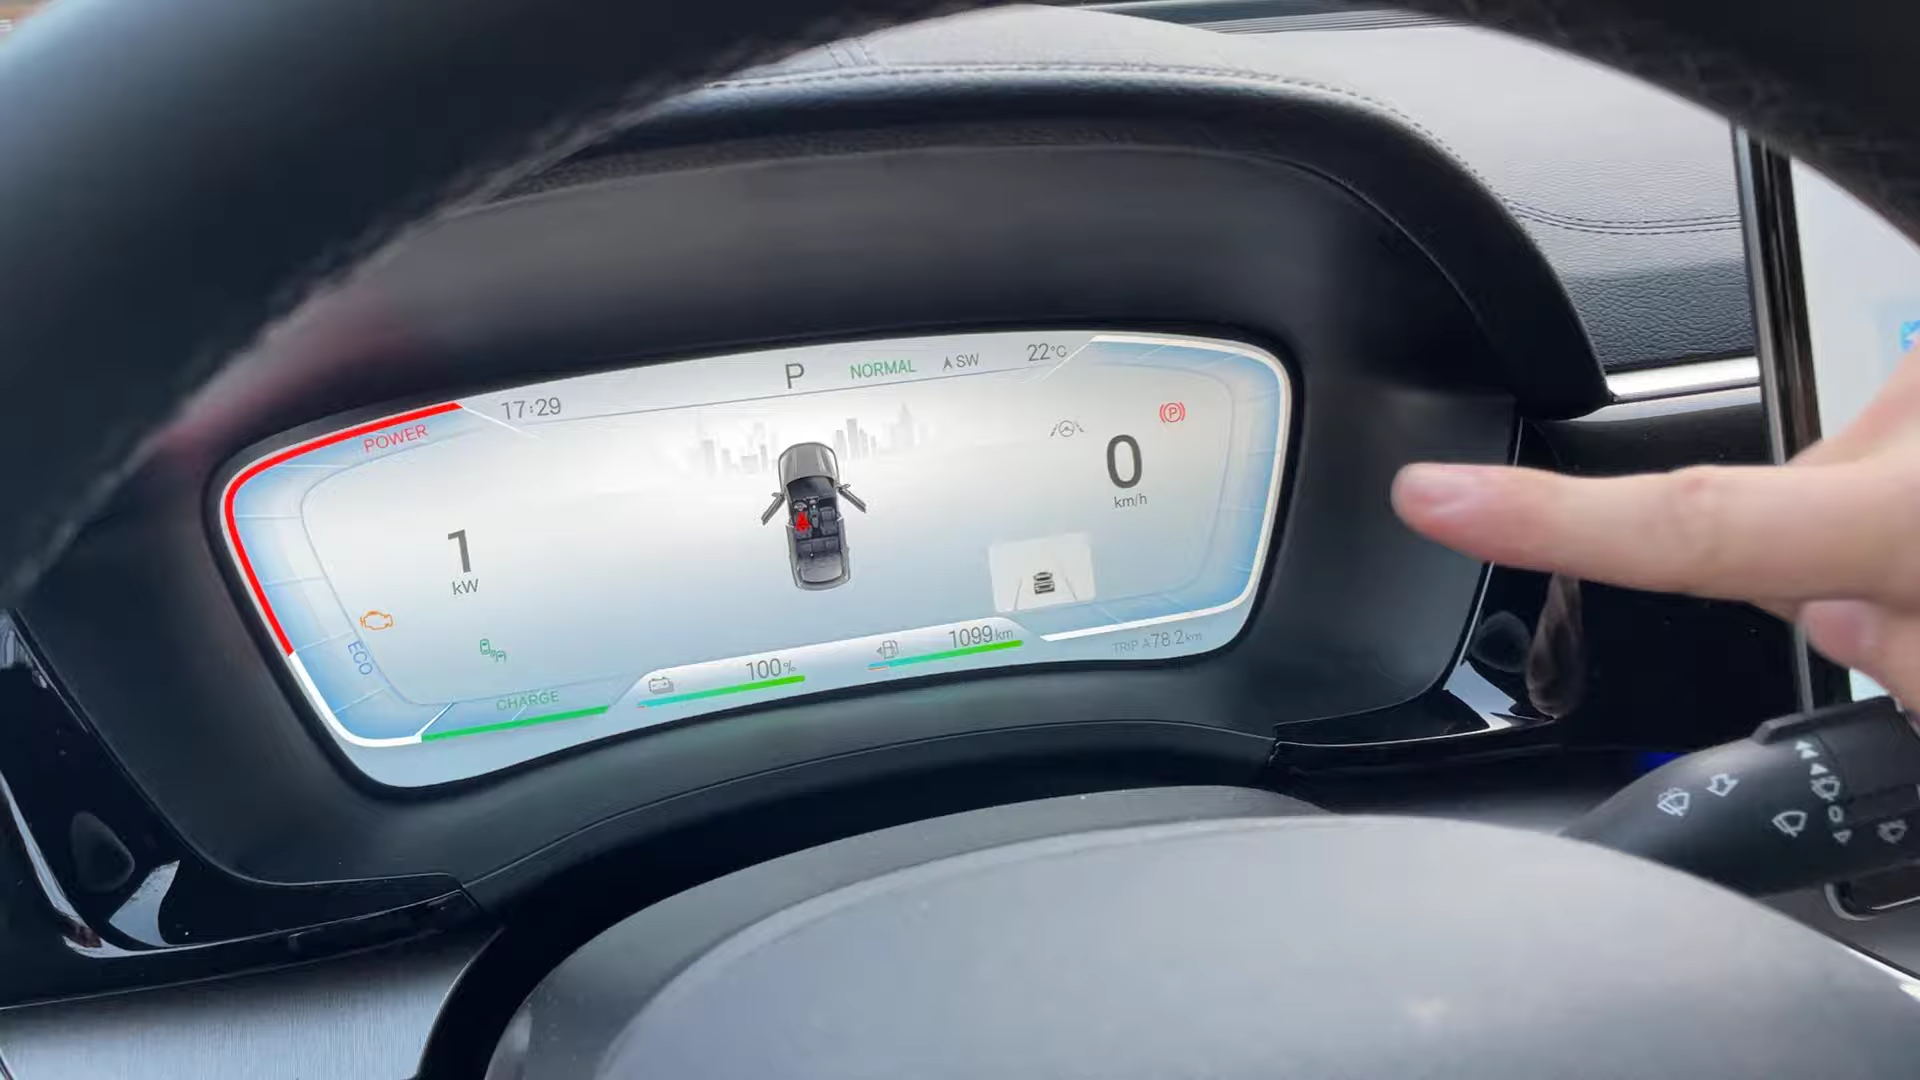 17:29
P
NORMAL
SW
22°C
POWER
0
km/h
1
kW
ECO
CHARGE
100%
1099km
TRIP A 78.2km